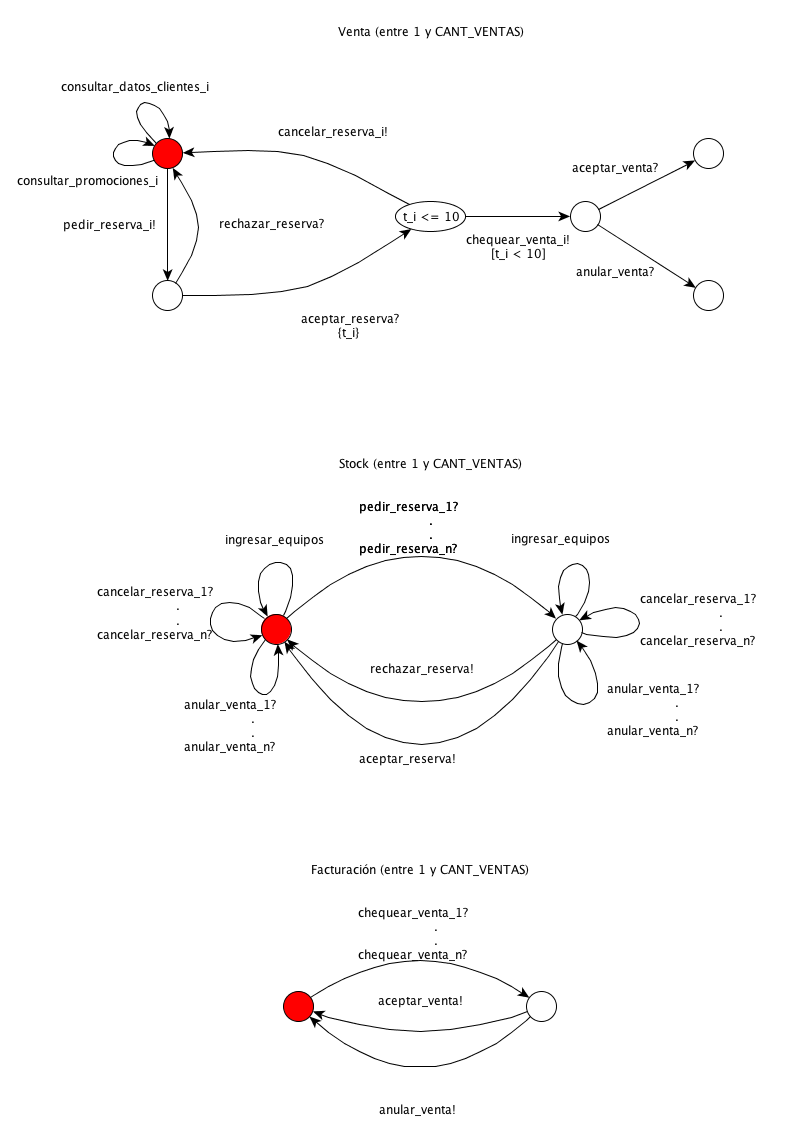 Venta (entre 1 y CANT_VENTAS)
consultar_datos_clientes_i
cancelar_reserva_i!
aceptar_venta?
consultar_promociones_i
pedir_reserva_i!
rechazar_reserva?
t_i <= 10
chequear_venta_i!
[t_i < 10]
anular_venta?
aceptar_reserva?
{t_i}
Stock (entre 1 y CANT_VENTAS)
pedir_reserva_1?
.
.
pedir_reserva_n?
ingresar_equipos
ingresar_equipos
cancelar_reserva_1?
.
.
cancelar_reserva_n?
cancelar_reserva_1?
.
.
cancelar_reserva_n?
rechazar_reserva!
anular_venta_1?
.
.
anular_venta_n?
anular_venta_1?
.
.
anular_venta_n?
aceptar_reserva!
Facturación (entre 1 y CANT_VENTAS)
chequear_venta_1?
.
.
chequear_venta_n?
aceptar_venta!
anular_venta!